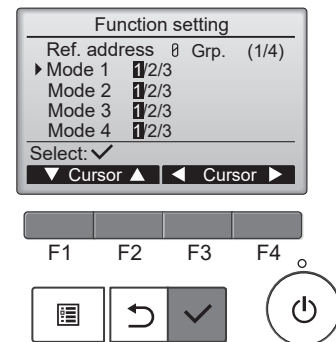 Function setting
Ref. address 0 Grp. (1/4)
Mode 1 1/2/3
Mode 2 1/2/3
Mode 3 1/2/3
Mode 4 1/2/3
Select:✓
▼ Cursor ▲ ◀ Cursor ▶
F1 F2 F3 F4